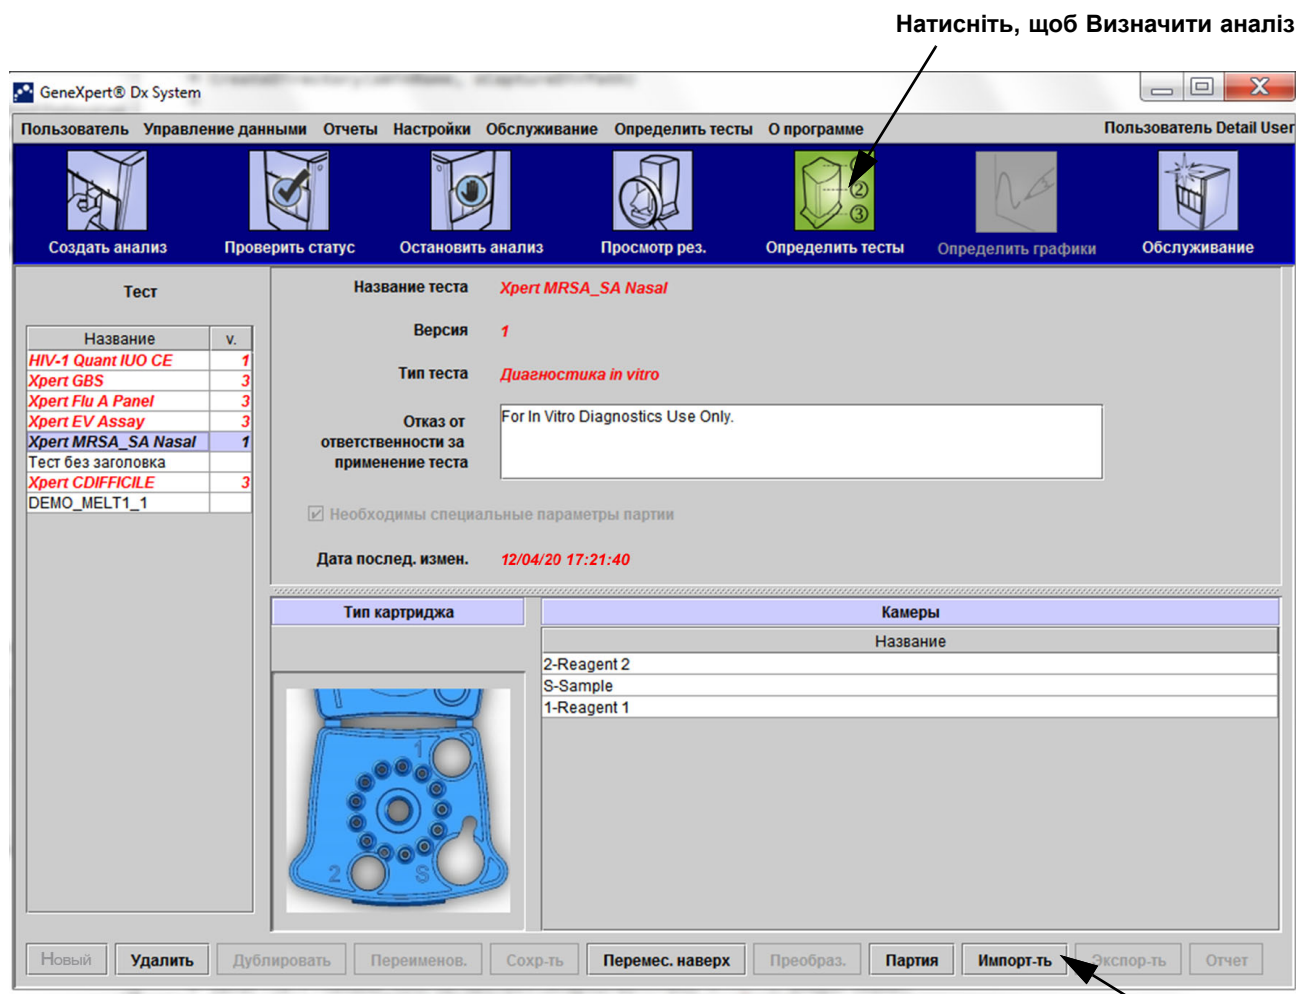 Натисніть, щоб Визначити аналіз
GeneXpert® Dx System
Пользователь Управление данными Отчеты Настройки Обслуживание Определить тесты О программе Пользователь Detail User
Создать анализ Проверить статус Остановить анализ Просмотр рез. Определить тесты Определить графики Обслуживание
Тест
Название v.
HIV-1 Quant IUO CE 1
Xpert GBS 3
Xpert Flu A Panel 3
Xpert EV Assay 3
Xpert MRSA_SA Nasal 1
Тест без заголовка
Xpert CDIFFICILE 3
DEMO_MELT1_1
Название теста Xpert MRSA_SA Nasal
Версия 1
Тип теста Диагностика in vitro
Отказ от
ответственности за
применение теста
For In Vitro Diagnostics Use Only.
Необходимы специальные параметры партии
Дата послед. измен. 12/04/20 17:21:40
Тип картриджа
1
2 S
Камеры
Название
2-Reagent 2
S-Sample
1-Reagent 1
Новый Удалить Дублировать Переименов. Сохр-ть Перемес. наверх Преобраз. Партия Импорт-ть Экспор-ть Отчет